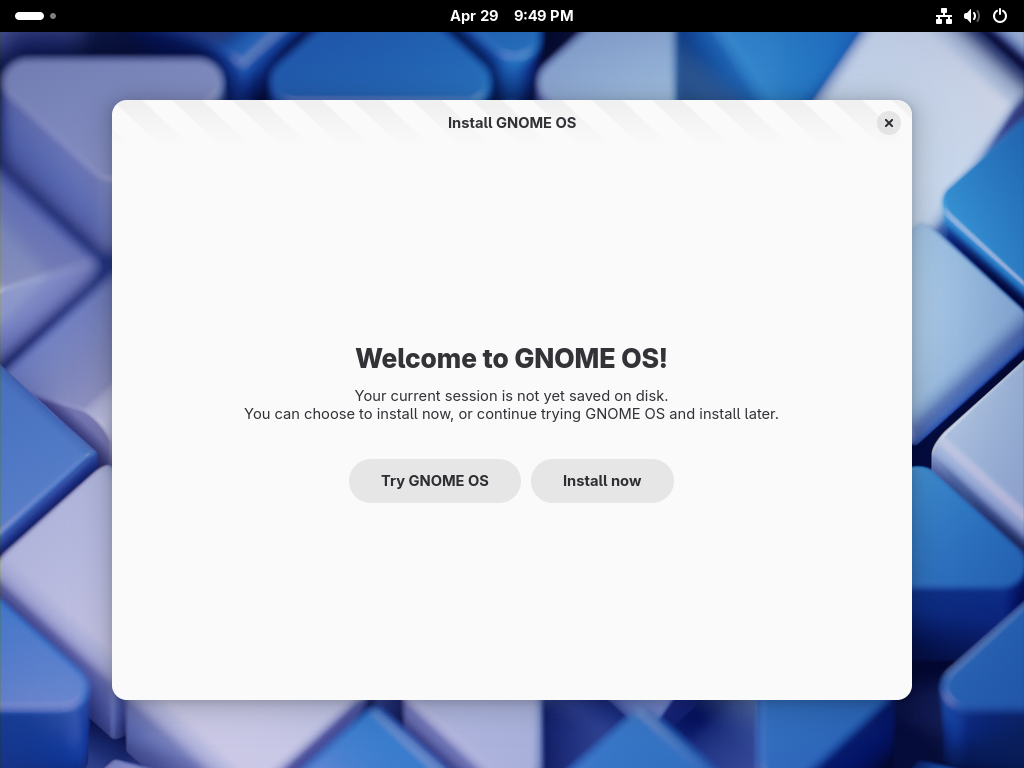 Apr 29 9:49 PM
Install GNOME OS
Welcome to GNOME OS!
Your current session is not yet saved on disk.
You can choose to install now, or continue trying GNOME OS and install later.
Try GNOME OS
Install now